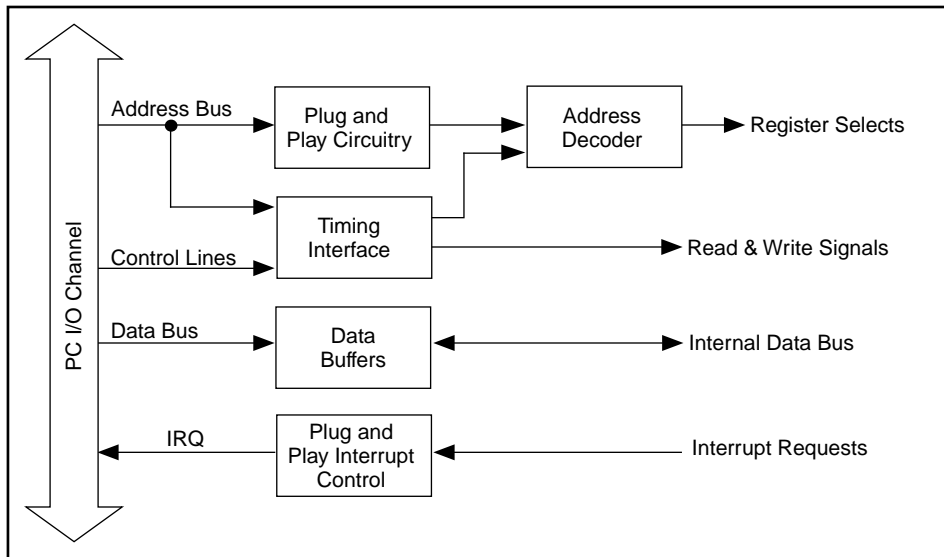 PC I/O Channel
Address Bus
Plug and
Play Circuitry
Address
Decoder
Register Selects
Timing
Interface
Control Lines
Read & Write Signals
Data Bus
Data
Buffers
Internal Data Bus
IRQ
Plug and
Play Interrupt
Control
Interrupt Requests